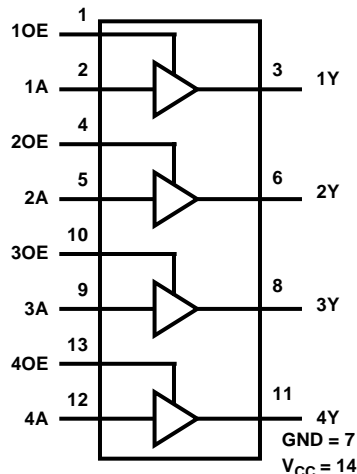 1OE 1
1A 2 3 1Y
2OE 4
2A 5 6 2Y
3OE 10
3A 9 8 3Y
4OE 13
4A 12 11 4Y
GND = 7
VCC = 14